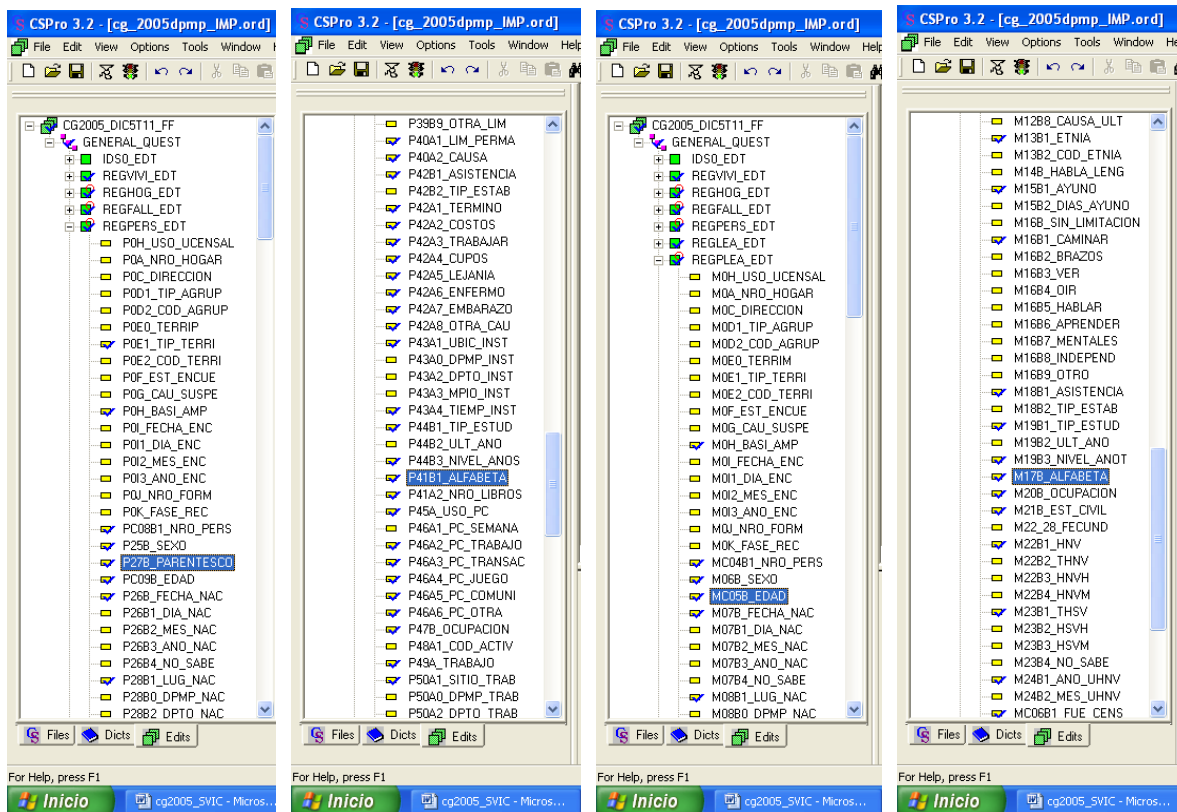 CSPro 3.2 - [cg_2005dpmp_IMP.ord]
File Edit View Options Tools Window H
CG2005_DIC5T11_FF
GENERAL_QUEST
IDS0_EDT
REGVIVI_EDT
REGHOG_EDT
REGFALL_EDT
REGPERS_EDT
P0H_USO_UCENSAL
P0A_NRO_HOGAR
P0C_DIRECCION
P0D1_TIP_AGRUP
P0D2_COD_AGRUP
P0E0_TERRIP
P0E1_TIP_TERRI
P0E2_COD_TERRI
P0F_EST_ENCUE
P0G_CAU_SUSPE
P0H_BASI_AMP
P0I_FECHA_ENC
P0I1_DIA_ENC
P0I2_MES_ENC
P0I3_ANO_ENC
P0J_NRO_FORM
P0K_FASE_REC
PC08B1_NRO_PERS
P25B_SEXO
P27B_PARENTESCO
PC09B_EDAD
P26B_FECHA_NAC
P26B1_DIA_NAC
P26B2_MES_NAC
P26B3_ANO_NAC
P26B4_NO_SABE
P28B1_LUG_NAC
P28B0_DPMP_NAC
P28B2_DPTO_NAC
Files Dicts Edits
For Help, press F1
Inicio cg2005_SVIC - Micros...
CSPro 3.2 - [cg_2005dpmp_IMP.ord]
File Edit View Options Tools Window Help
P39B9_OTRA_LIM
P40A1_LIM_PERMA
P40A2_CAUSA
P42B1_ASISTENCIA
P42B2_TIP_ESTAB
P42A1_TERMINO
P42A2_COSTOS
P42A3_TRABAJAR
P42A4_CUPOS
P42A5_LEJANIA
P42A6_ENFERMO
P42A7_EMBARAZO
P42A8_OTRA_CAU
P43A1_UBIC_INST
P43A0_DPMP_INST
P43A2_DPTO_INST
P43A3_MPIO_INST
P43A4_TIEMP_INST
P44B1_TIP_ESTUD
P44B2_ULT_ANO
P44B3_NIVEL_ANOS
P41B1_ALFABETA
P41A2_NRO_LIBROS
P45A_USO_PC
P46A1_PC_SEMANA
P46A2_PC_TRABAJO
P46A3_PC_TRANSAC
P46A4_PC_JUEGO
P46A5_PC_COMUNI
P46A6_PC_OTRA
P47B_OCUPACION
P48A1_COD_ACTIV
P49A_TRABAJO
P50A1_SITIO_TRAB
P50A0_DPMP_TRAB
P50A2_DPTO_TRAB
Files Dicts Edits
For Help, press F1
Inicio cg2005_SVIC - Micros...
CSPro 3.2 - [cg_2005dpmp_IMP.ord]
File Edit View Options Tools Window Help
CG2005_DIC5T11_FF
GENERAL_QUEST
IDS0_EDT
REGVIVI_EDT
REGHOG_EDT
REGFALL_EDT
REGPERS_EDT
REGLEA_EDT
REGPLEA_EDT
M0H_USO_UCENSAL
M0A_NRO_HOGAR
M0C_DIRECCION
M0D1_TIP_AGRUP
M0D2_COD_AGRUP
M0E0_TERRIM
M0E1_TIP_TERRI
M0E2_COD_TERRI
M0F_EST_ENCUE
M0G_CAU_SUSPE
M0H_BASI_AMP
M0I_FECHA_ENC
M0I1_DIA_ENC
M0I2_MES_ENC
M0I3_ANO_ENC
M0J_NRO_FORM
M0K_FASE_REC
MC04B1_NRO_PERS
M06B_SEXO
MC05B_EDAD
M07B_FECHA_NAC
M07B1_DIA_NAC
M07B2_MES_NAC
M07B3_ANO_NAC
M07B4_NO_SABE
M08B1_LUG_NAC
M08B0_DPMP_NAC
Files Dicts Edits
For Help, press F1
Inicio cg2005_SVIC - Micros...
CSPro 3.2 - [cg_2005dpmp_IMP.ord]
File Edit View Options Tools Window He
M12B8_CAUSA_ULT
M13B1_ETNIA
M13B2_COD_ETNIA
M14B_HABLA_LENG
M15B1_AYUNO
M15B2_DIAS_AYUNO
M16B_SIN_LIMITACION
M16B1_CAMINAR
M16B2_BRAZOS
M16B3_VER
M16B4_OIR
M16B5_HABLAR
M16B6_APRENDER
M16B7_MENTALES
M16B8_INDEPEND
M16B9_OTRO
M18B1_ASISTENCIA
M18B2_TIP_ESTAB
M19B1_TIP_ESTUD
M19B2_ULT_ANO
M19B3_NIVEL_ANOT
M17B_ALFABETA
M20B_OCUPACION
M21B_EST_CIVIL
M22_28_FECUND
M22B1_HNV
M22B2_THNV
M22B3_HNVH
M22B4_HNVM
M23B1_THSV
M23B2_HSVH
M23B3_HSVM
M23B4_NO_SABE
M24B1_ANO_UHNV
M24B2_MES_UHNV
MC06B1_FUE_CENS
Files Dicts Edits
For Help, press F1
Inicio cg2005_SVIC - Micros...